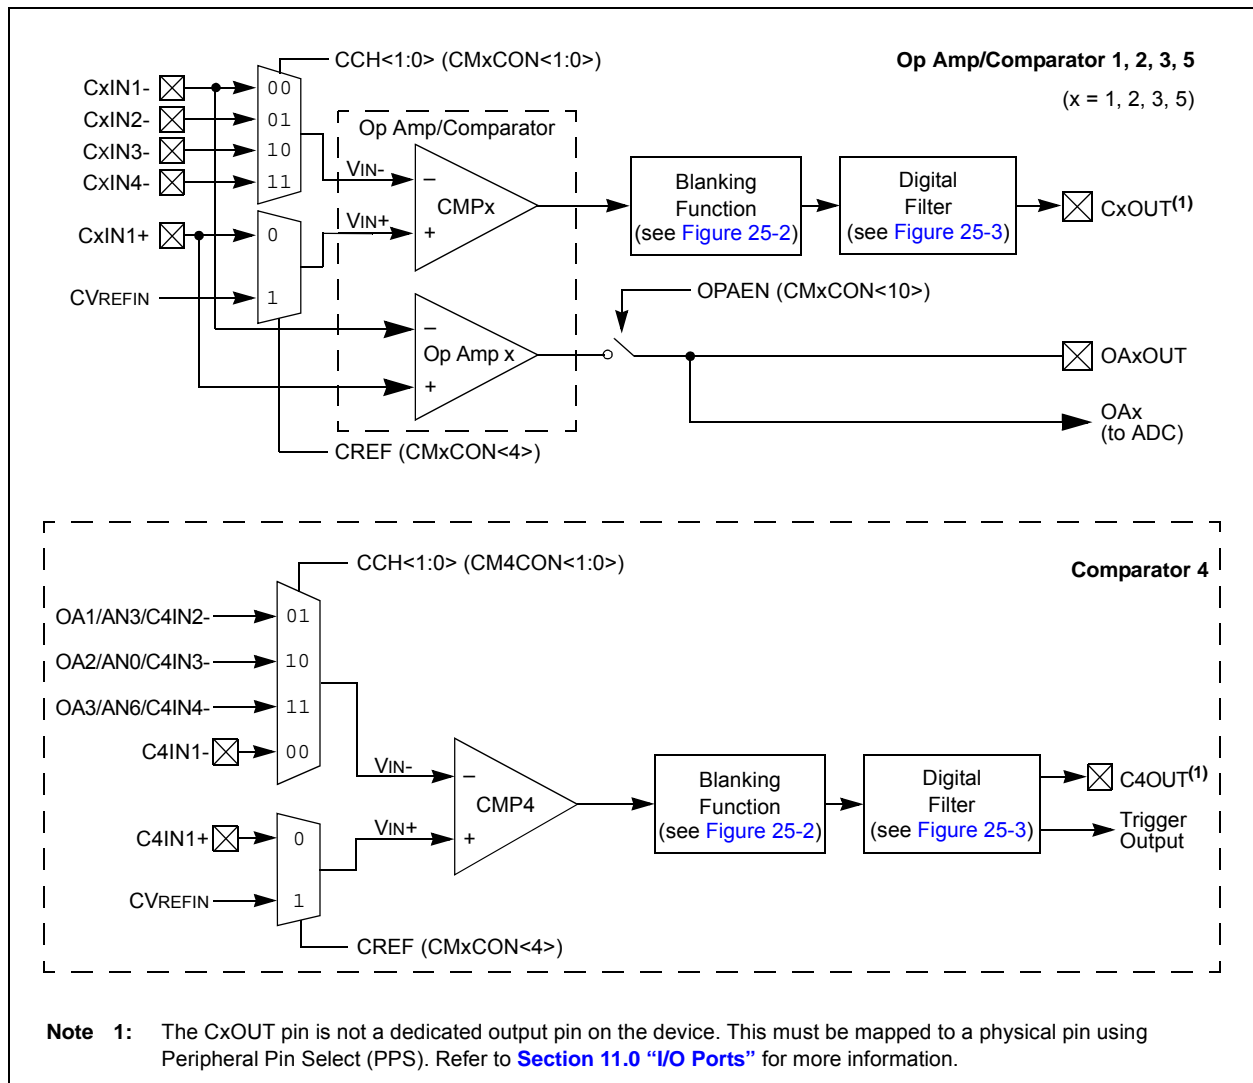 CCH<1:0> (CMxCON<1:0>)
Op Amp/Comparator 1, 2, 3, 5
(x = 1, 2, 3, 5)
CxIN1-
00
CxIN2-
01
CxIN3-
10
CxIN4-
11
Op Amp/Comparator
VIN-
–
CMPx
VIN+
+
Blanking
Function
(see Figure 25-2)
Digital
Filter
(see Figure 25-3)
CxOUT(1)
CxIN1+
0
CVREFIN
1
OPAEN (CMxCON<10>)
–
Op Amp x
+
OAxOUT
OAx
(to ADC)
CREF (CMxCON<4>)
CCH<1:0> (CM4CON<1:0>)
Comparator 4
OA1/AN3/C4IN2-
01
OA2/AN0/C4IN3-
10
OA3/AN6/C4IN4-
11
C4IN1-
00
VIN-
–
CMP4
VIN+
+
Blanking
Function
(see Figure 25-2)
Digital
Filter
(see Figure 25-3)
C4OUT(1)
Trigger
Output
C4IN1+
0
CVREFIN
1
CREF (CMxCON<4>)
Note 1: The CxOUT pin is not a dedicated output pin on the device. This must be mapped to a physical pin using
Peripheral Pin Select (PPS). Refer to Section 11.0 “I/O Ports” for more information.